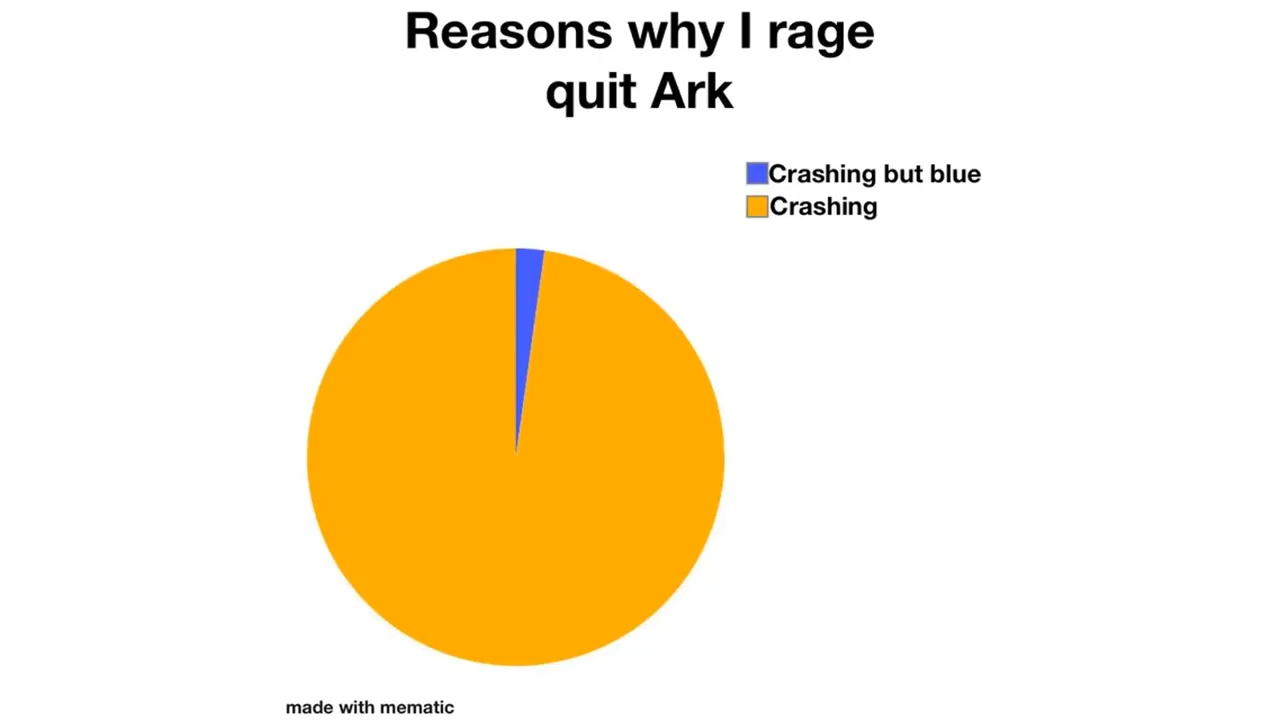 Reasons why I rage
quit Ark
Crashing but blue
Crashing
made with mematic